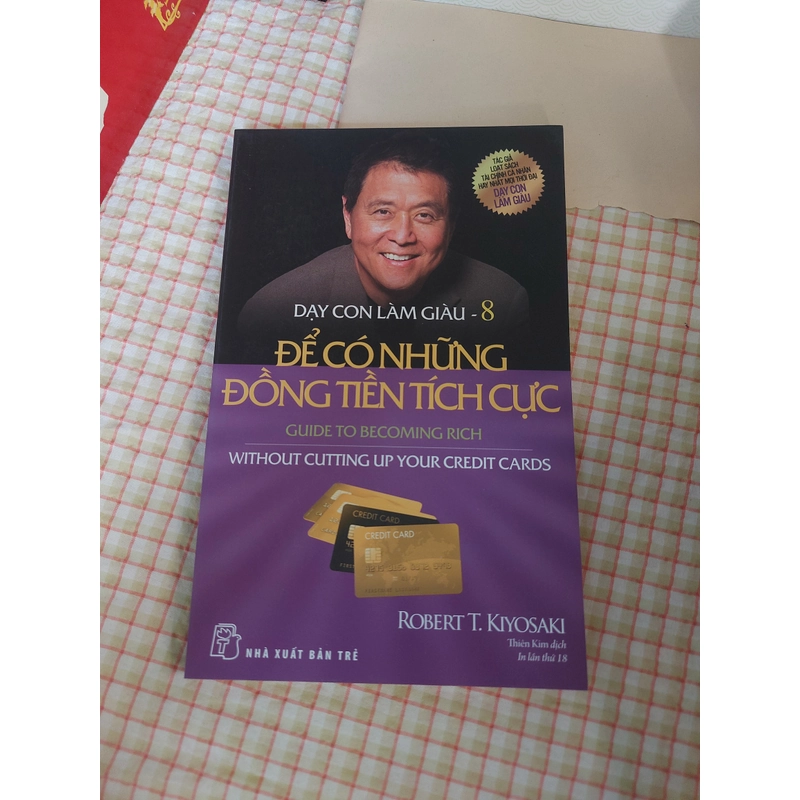 TÁC GIẢ
LOẠT SÁCH
TÀI CHÍNH CÁ NHÂN
HAY NHẤT MỌI THỜI ĐẠI
DẠY CON
LÀM GIÀU
DẠY CON LÀM GIÀU - 8
ĐỂ CÓ NHỮNG
ĐỒNG TIỀN TÍCH CỰC
GUIDE TO BECOMING RICH
WITHOUT CUTTING UP YOUR CREDIT CARDS
CREDIT CARD
CREDIT CARD
ROBERT T. KIYOSAKI
Thiên Kim dịch
In lần thứ 18
NHÀ XUẤT BẢN TRẺ